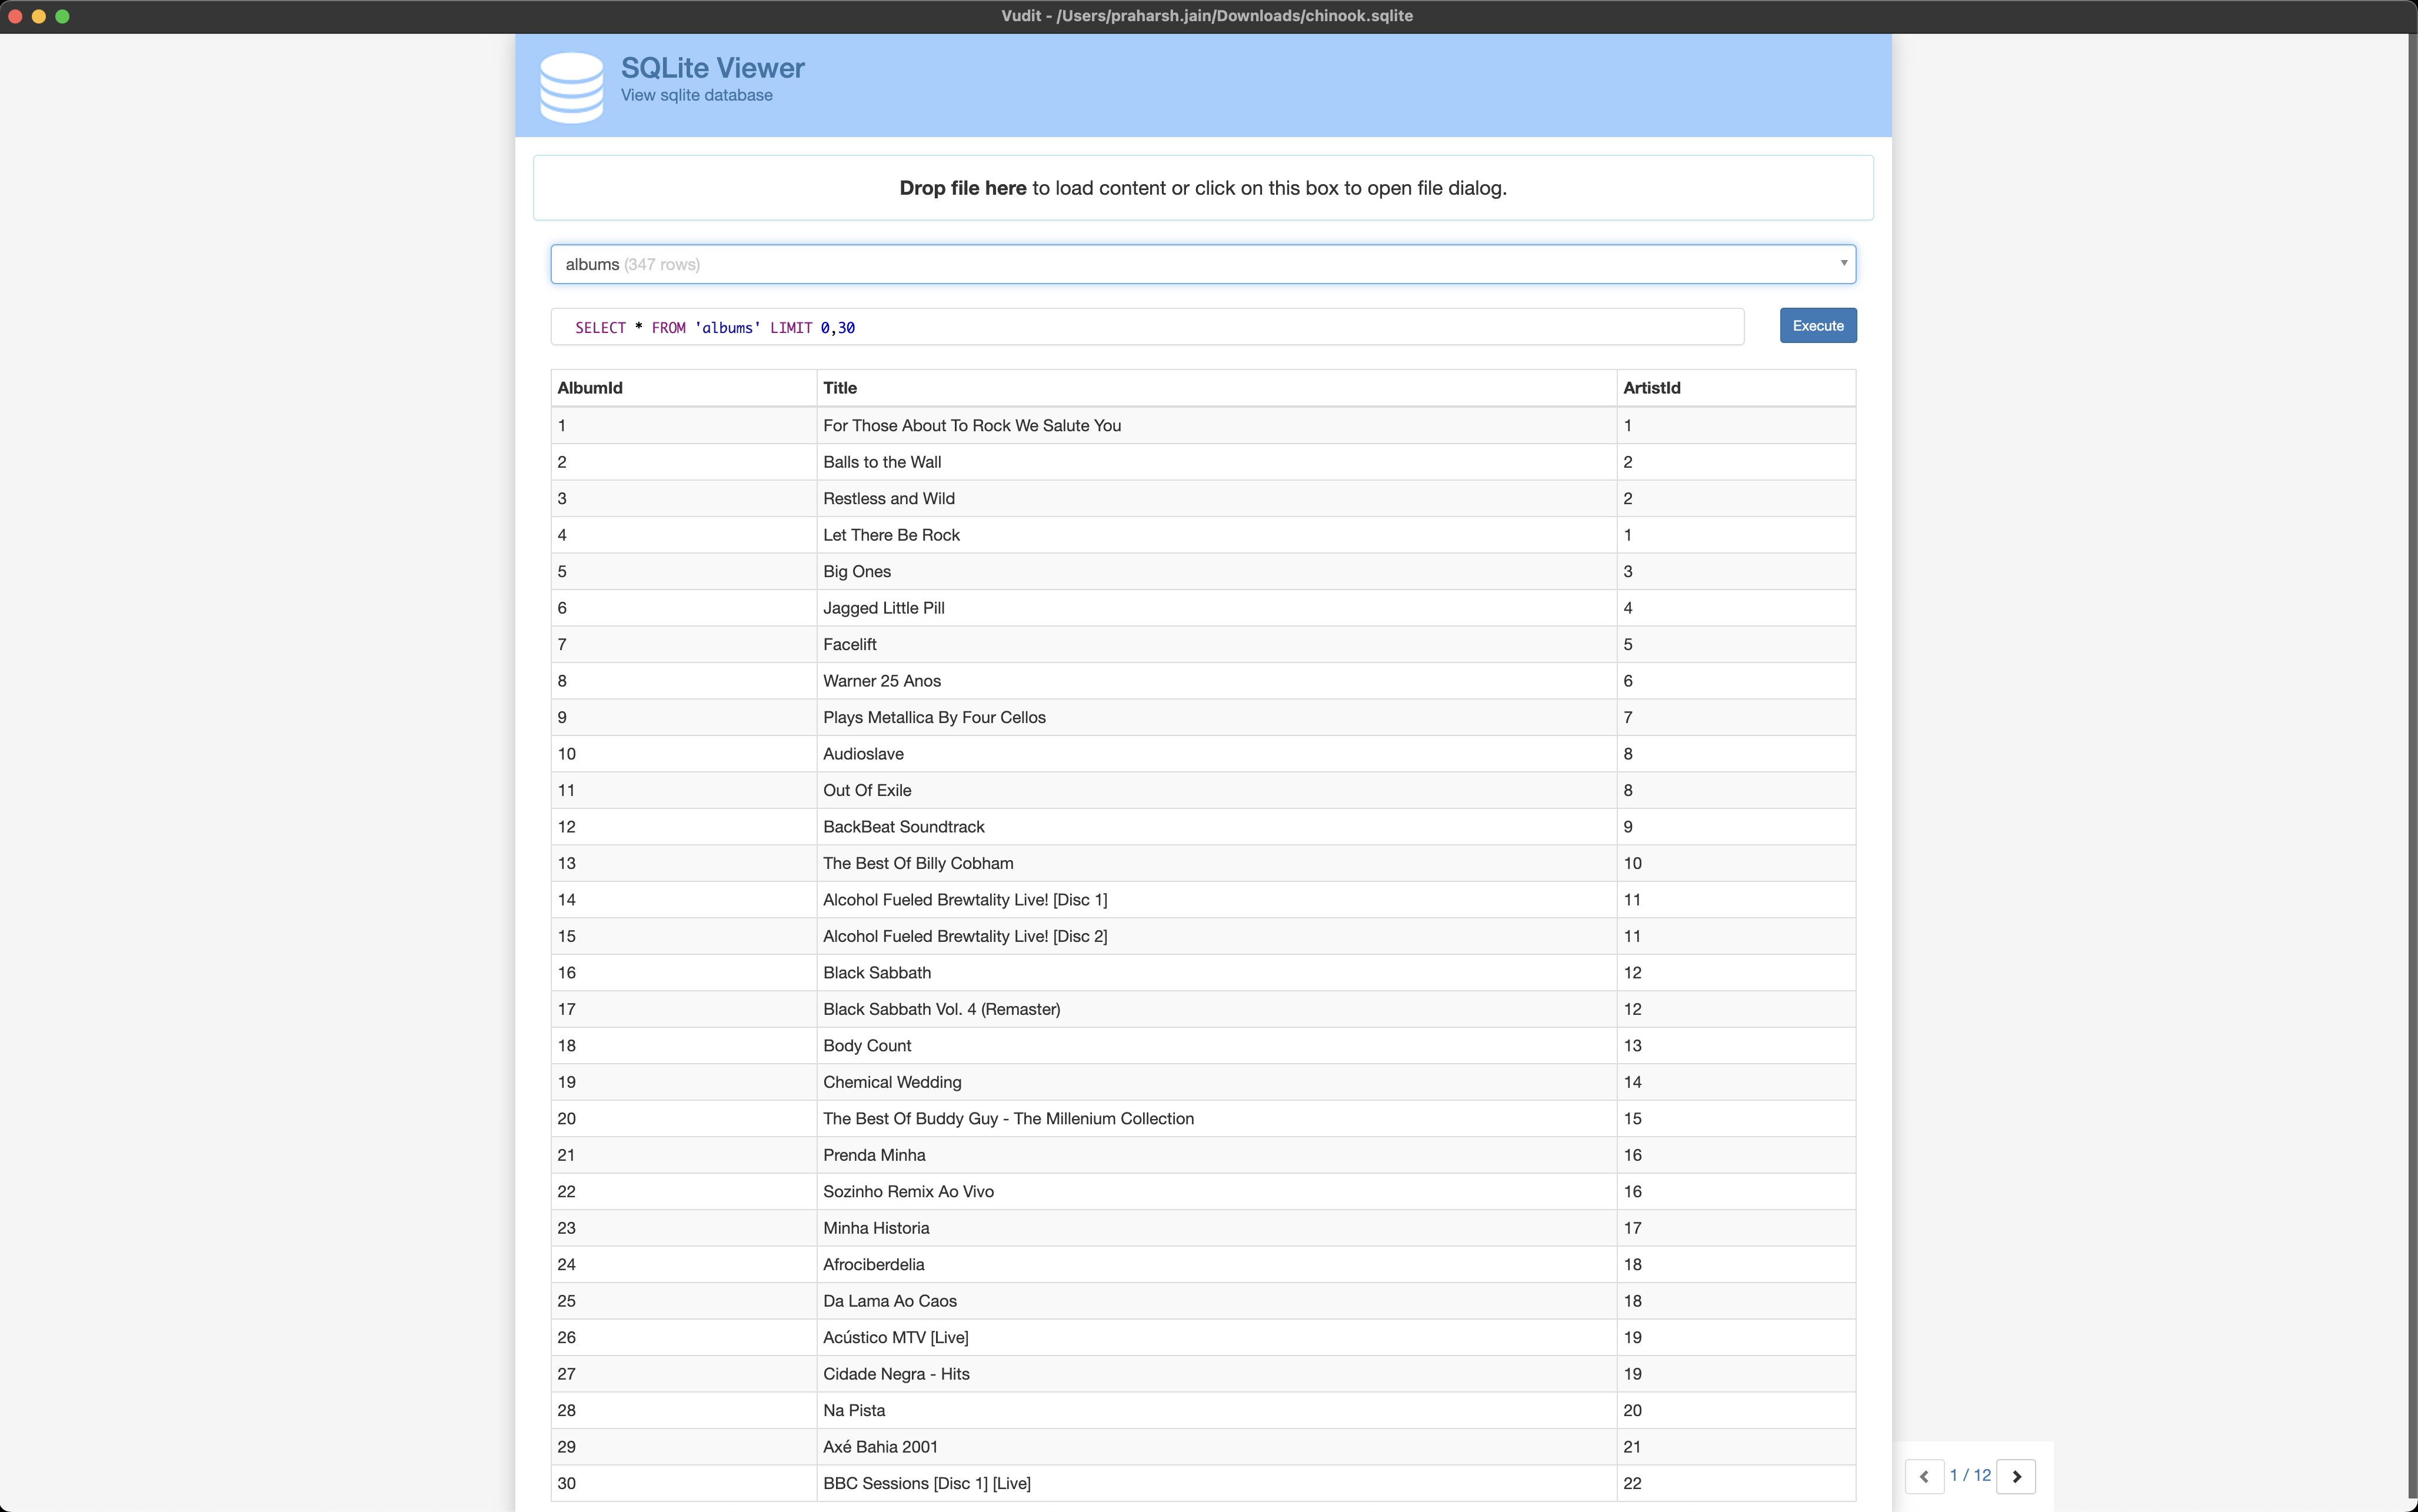 Vudit - /Users/praharsh.jain/Downloads/chinook.sqlite
SQLite Viewer
View sqlite database
Drop file here to load content or click on this box to open file dialog.
albums (347 rows)
SELECT * FROM 'albums' LIMIT 0,30
Execute
AlbumId Title ArtistId
1 For Those About To Rock We Salute You 1
2 Balls to the Wall 2
3 Restless and Wild 2
4 Let There Be Rock 1
5 Big Ones 3
6 Jagged Little Pill 4
7 Facelift 5
8 Warner 25 Anos 6
9 Plays Metallica By Four Cellos 7
10 Audioslave 8
11 Out Of Exile 8
12 BackBeat Soundtrack 9
13 The Best Of Billy Cobham 10
14 Alcohol Fueled Brewtality Live! [Disc 1] 11
15 Alcohol Fueled Brewtality Live! [Disc 2] 11
16 Black Sabbath 12
17 Black Sabbath Vol. 4 (Remaster) 12
18 Body Count 13
19 Chemical Wedding 14
20 The Best Of Buddy Guy - The Millenium Collection 15
21 Prenda Minha 16
22 Sozinho Remix Ao Vivo 16
23 Minha Historia 17
24 Afrociberdelia 18
25 Da Lama Ao Caos 18
26 Acústico MTV [Live] 19
27 Cidade Negra - Hits 19
28 Na Pista 20
29 Axé Bahia 2001 21
30 BBC Sessions [Disc 1] [Live] 22
1 / 12